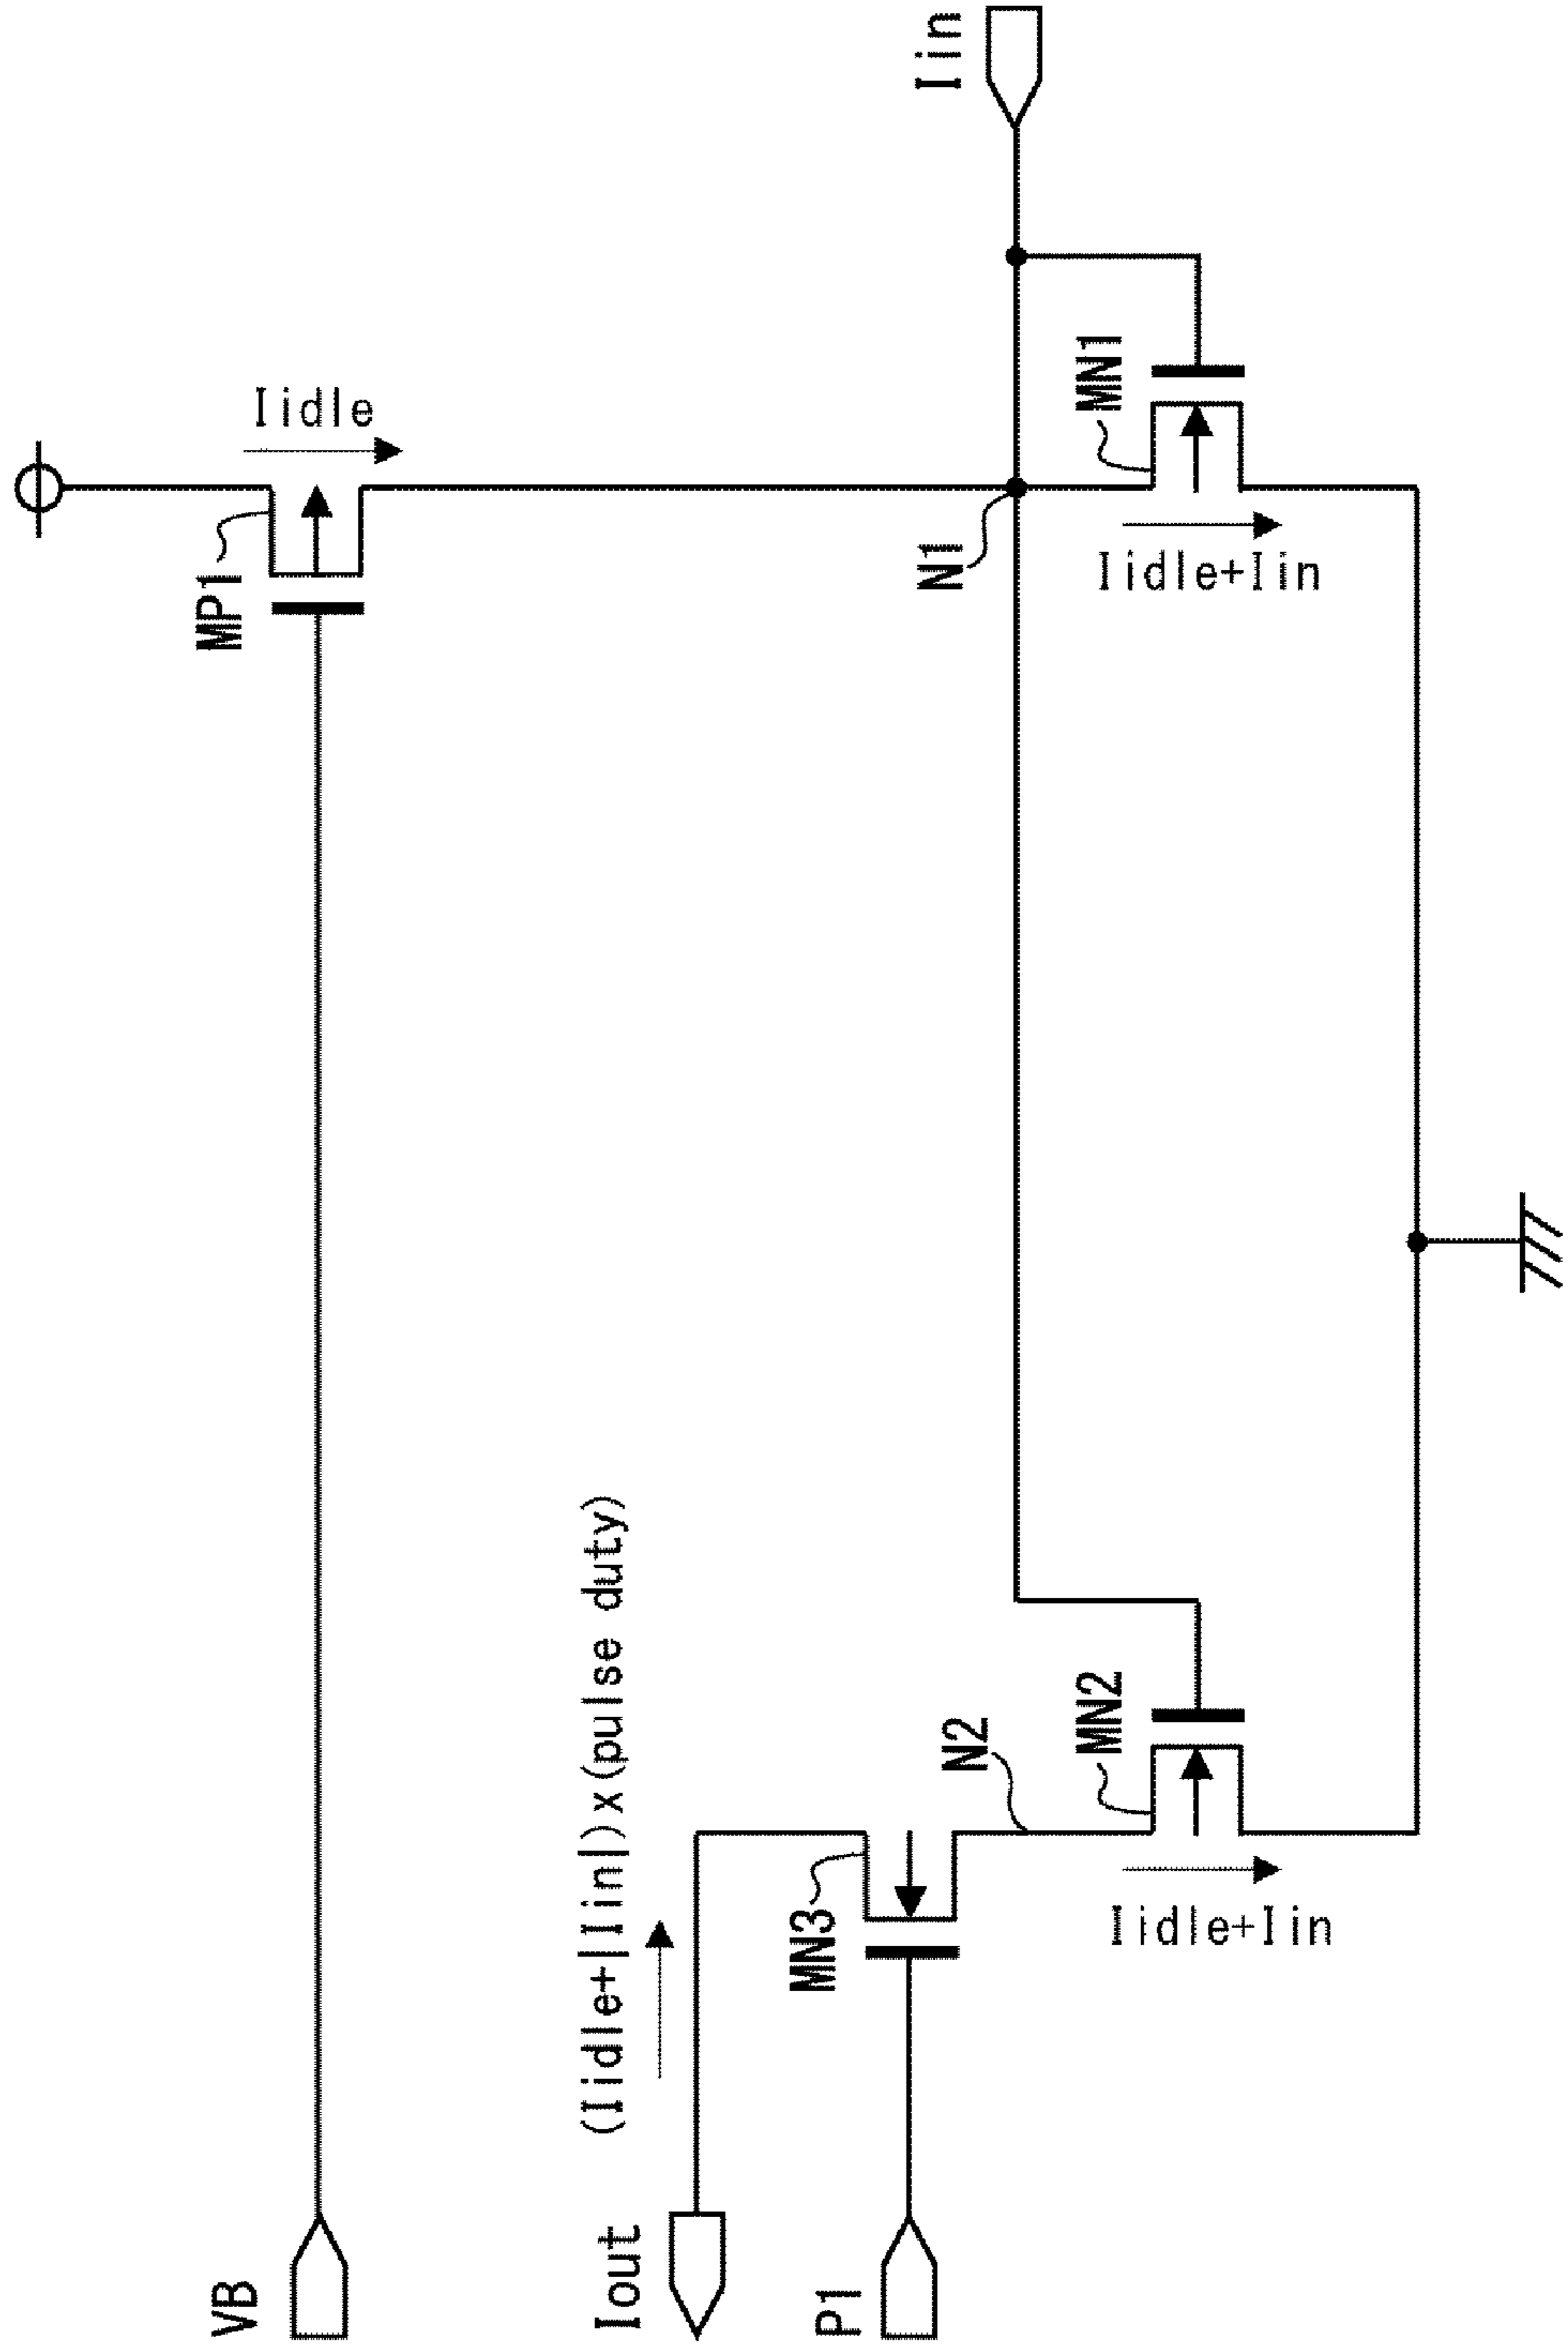 Iin
Iidle
MP1
N1
MN1
Iidle+Iin
(Iidle+|Iin|)x(pulse duty)
N2
MN2
MN3
Iidle+Iin
VB
Iout
P1